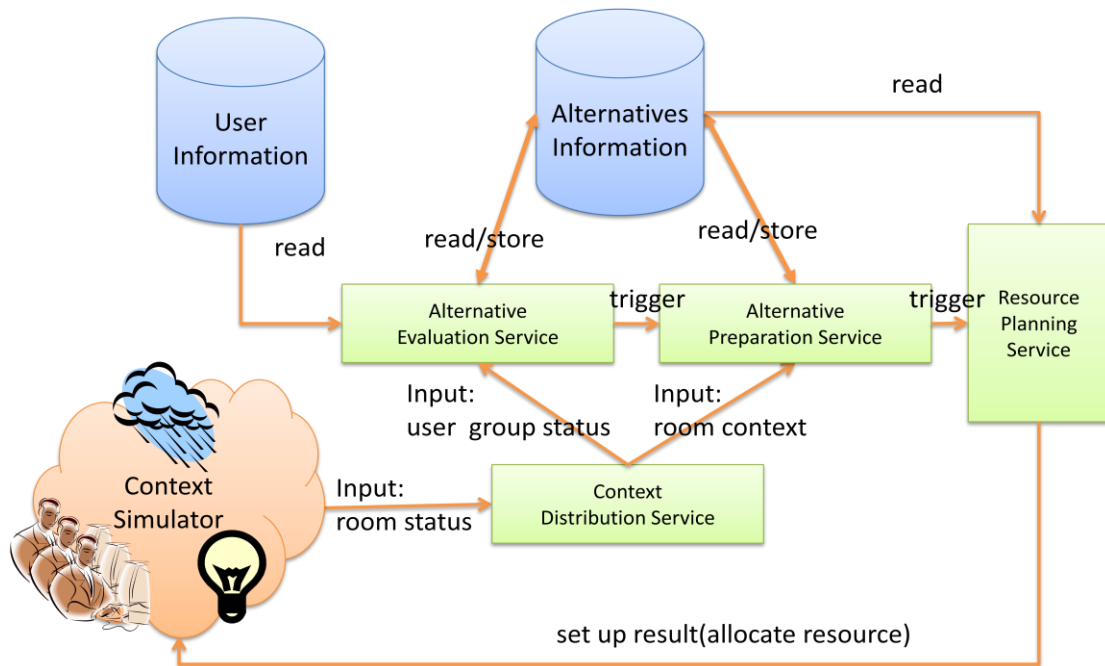 read
User
Information
Alternatives
Information
read
read/store
read/store
trigger
trigger
Alternative
Evaluation Service
Alternative
Preparation Service
Resource
Planning
Service
Input:
user  group status
Input:
room context
Context
Simulator
Input:
room status
Context
Distribution Service
set up result(allocate resource)